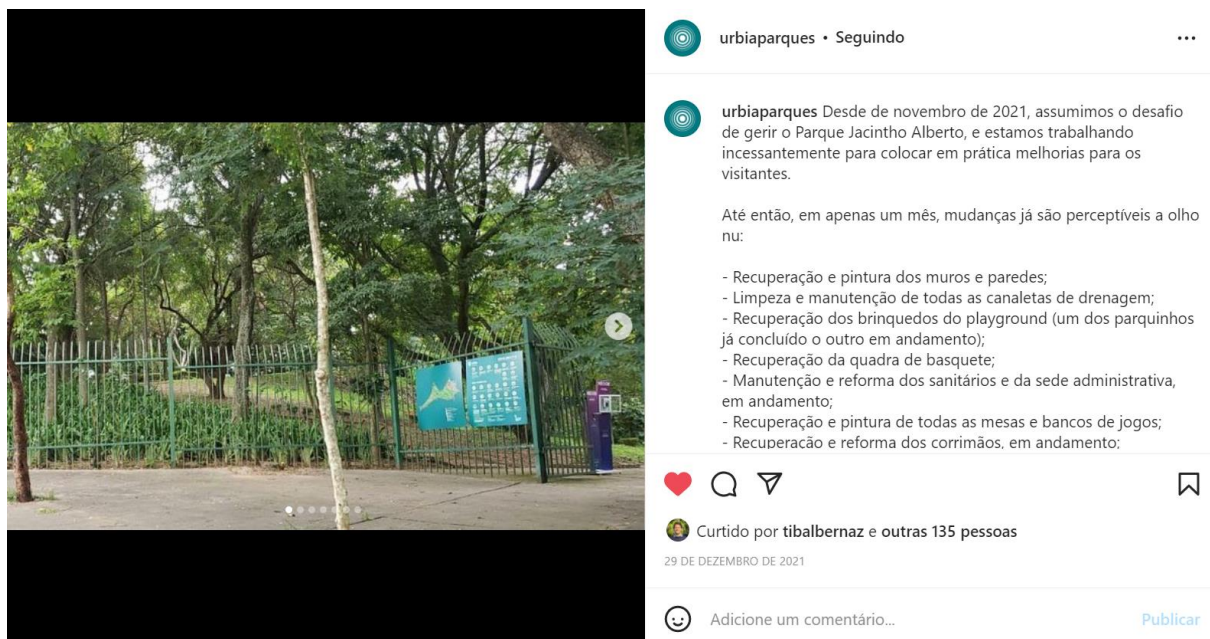 urbiaparques • Seguindo
urbiaparques Desde de novembro de 2021, assumimos o desafio
de gerir o Parque Jacintho Alberto, e estamos trabalhando
incessantemente para colocar em prática melhorias para os
visitantes.
Até então, em apenas um mês, mudanças já são perceptíveis a olho
nu:
- Recuperação e pintura dos muros e paredes;
- Limpeza e manutenção de todas as canaletas de drenagem;
- Recuperação dos brinquedos do playground (um dos parquinhos
já concluído o outro em andamento);
- Recuperação da quadra de basquete;
- Manutenção e reforma dos sanitários e da sede administrativa,
em andamento;
- Recuperação e pintura de todas as mesas e bancos de jogos;
- Recuperação e reforma dos corrimãos, em andamento;
Curtido por tibalbernaz e outras 135 pessoas
29 DE DEZEMBRO DE 2021
Adicione um comentário...
Publicar